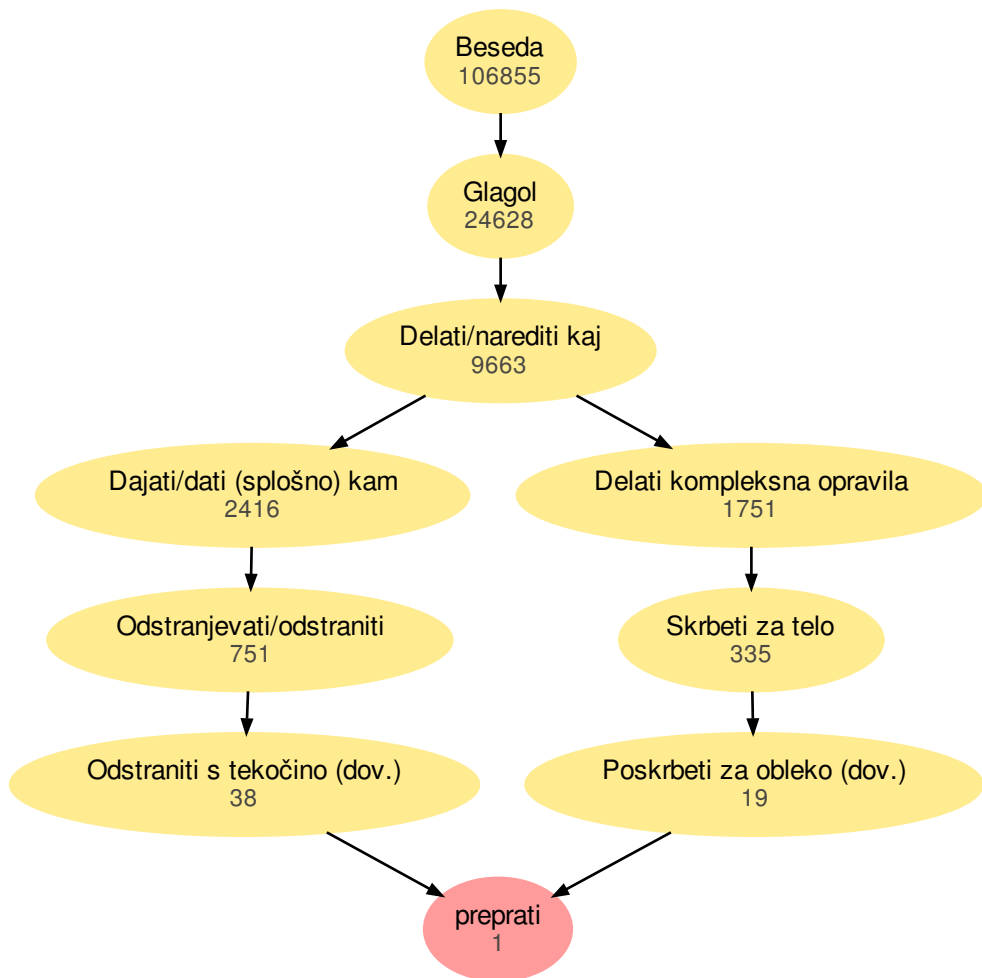 Beseda
106855
Glagol
24628
Delati/narediti kaj
9663
Dajati/dati (splošno) kam
2416
Delati kompleksna opravila
1751
Odstranjevati/odstraniti
751
Skrbeti za telo
335
Odstraniti s tekočino (dov.)
38
Poskrbeti za obleko (dov.)
19
preprati
1